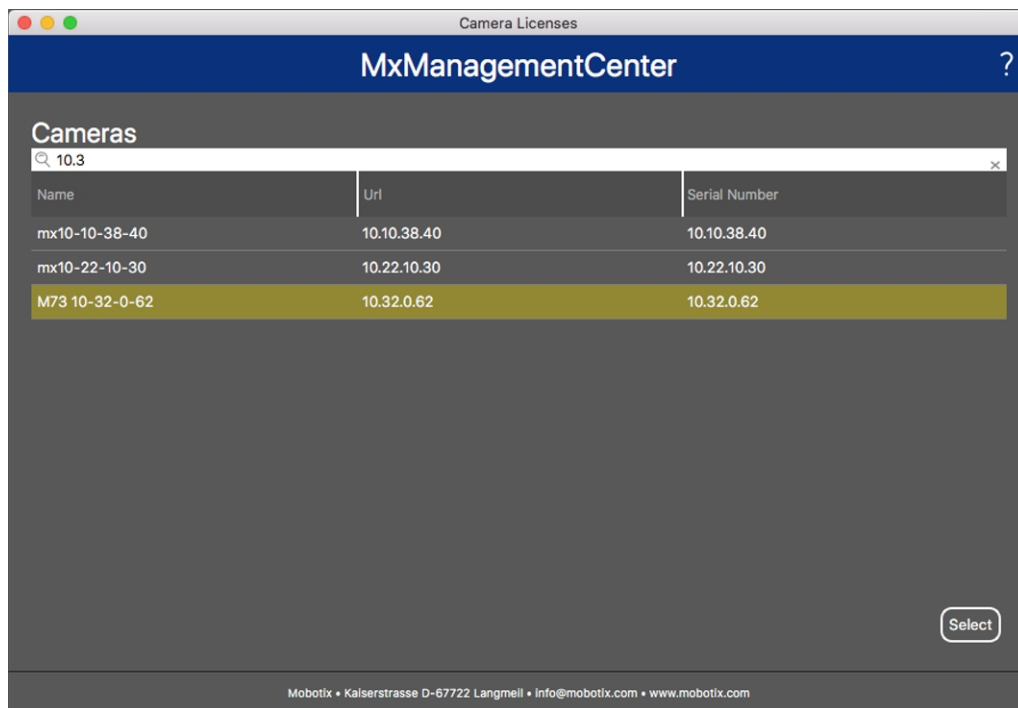 Camera Licenses
MxManagementCenter ?
Cameras
10.3 ×
Name Url Serial Number
mx10-10-38-40 10.10.38.40 10.10.38.40
mx10-22-10-30 10.22.10.30 10.22.10.30
M73 10-32-0-62 10.32.0.62 10.32.0.62
Select
Mobotix • Kaiserstrasse D-67722 Langmeil • info@mobotix.com • www.mobotix.com